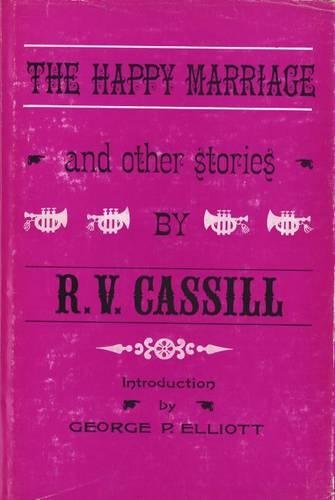 THE HAPPY MARRIAGE
and other stories
BY
R.V. CASSILL
Introduction
by
GEORGE P. ELLIOTT